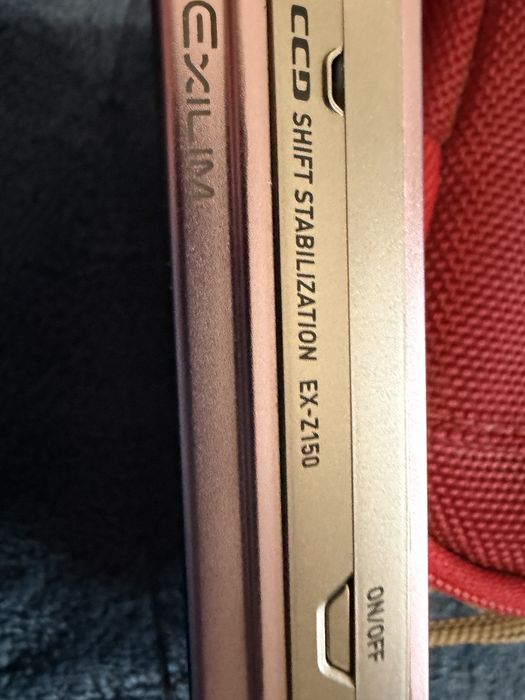 EXILIM
CCD SHIFT STABILIZATION EX-Z150
ON/OFF